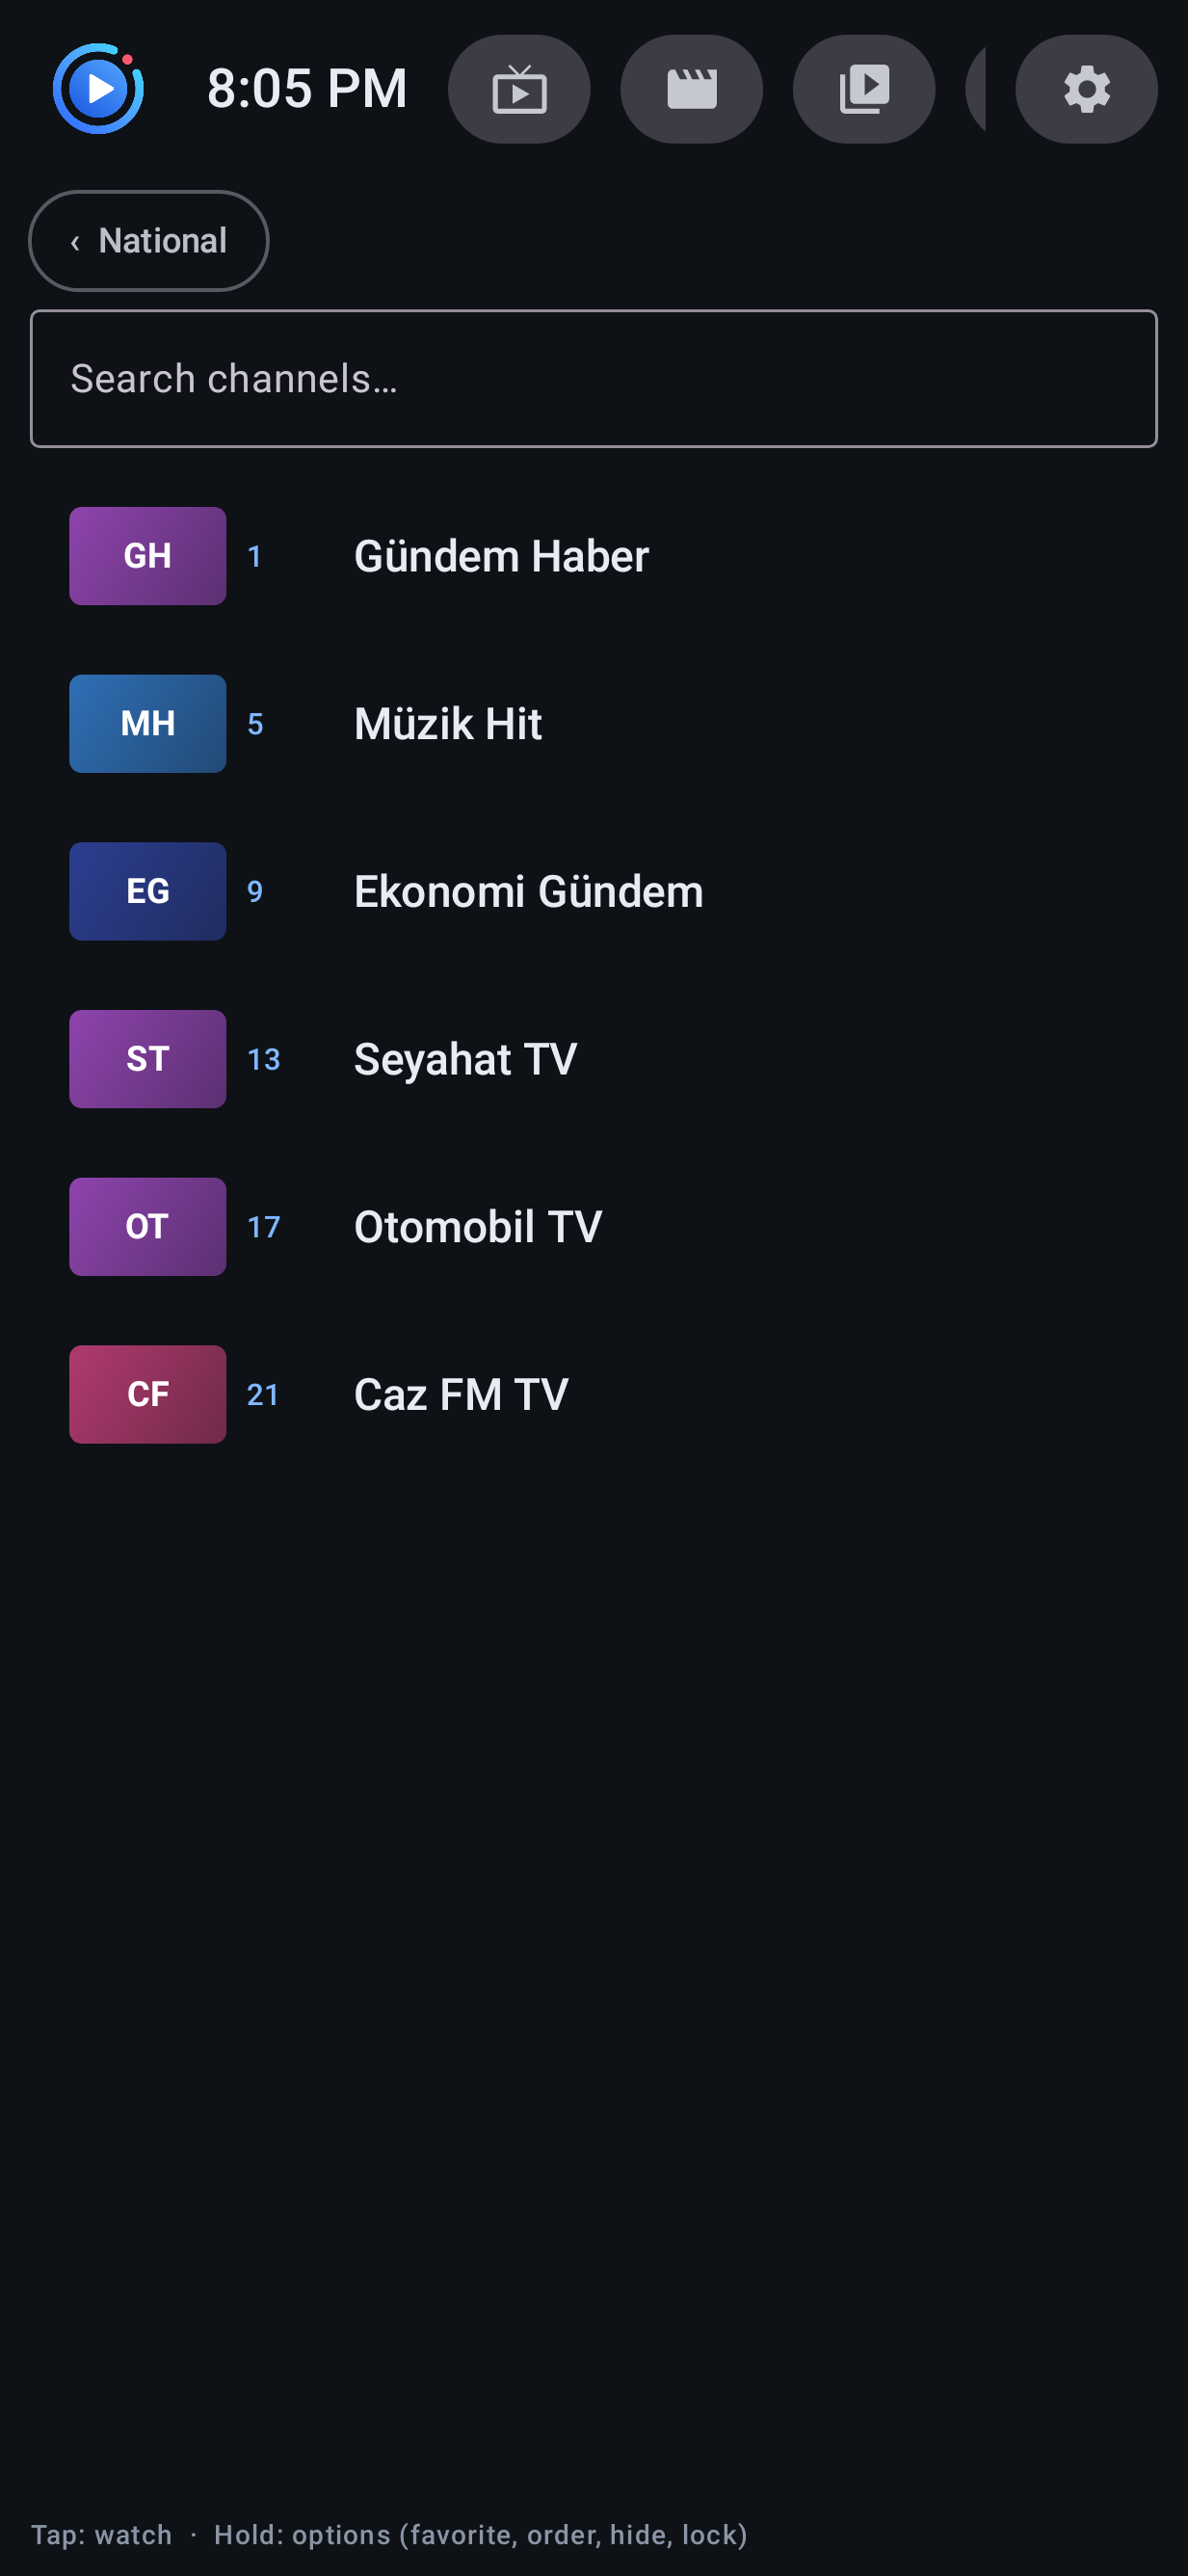 8:05 PM
‹ National
Search channels…
GH 1 Gündem Haber
MH 5 Müzik Hit
EG 9 Ekonomi Gündem
ST 13 Seyahat TV
OT 17 Otomobil TV
CF 21 Caz FM TV
Tap: watch · Hold: options (favorite, order, hide, lock)